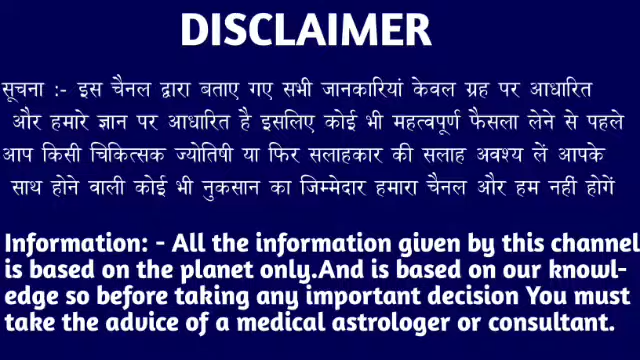 DISCLAIMER
सूचना :- इस चैनल द्वारा बताए गए सभी जानकारियां केवल ग्रह पर आधारित
और हमारे ज्ञान पर आधारित है इसलिए कोई भी महत्वपूर्ण फैसला लेने से पहले
आप किसी चिकित्सक ज्योतिषी या फिर सलाहकार की सलाह अवश्य लें आपके
साथ होने वाली कोई भी नुकसान का जिम्मेदार हमारा चैनल और हम नहीं होगें
Information: - All the information given by this channel
is based on the planet only.And is based on our knowl-
edge so before taking any important decision You must
take the advice of a medical astrologer or consultant.